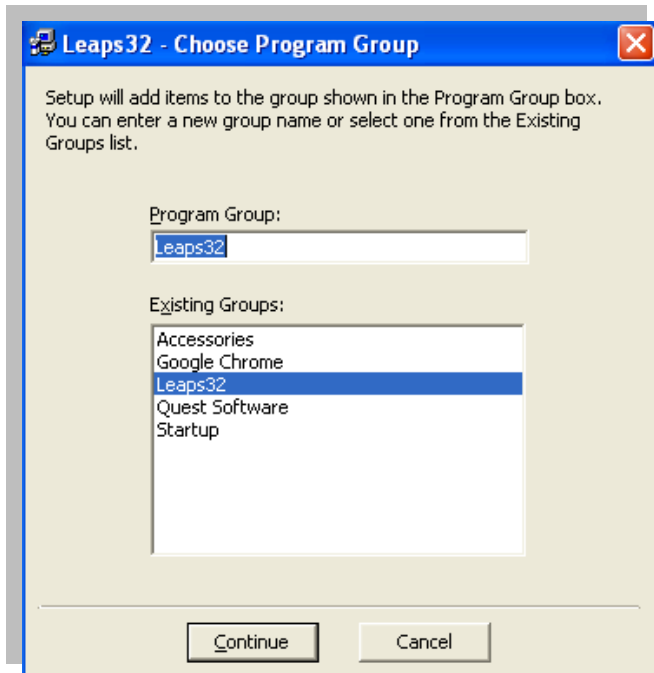 Leaps32 - Choose Program Group
Setup will add items to the group shown in the Program Group box.
You can enter a new group name or select one from the Existing
Groups list.
Program Group:
Leaps32
Existing Groups:
Accessories
Google Chrome
Leaps32
Quest Software
Startup
Continue
Cancel